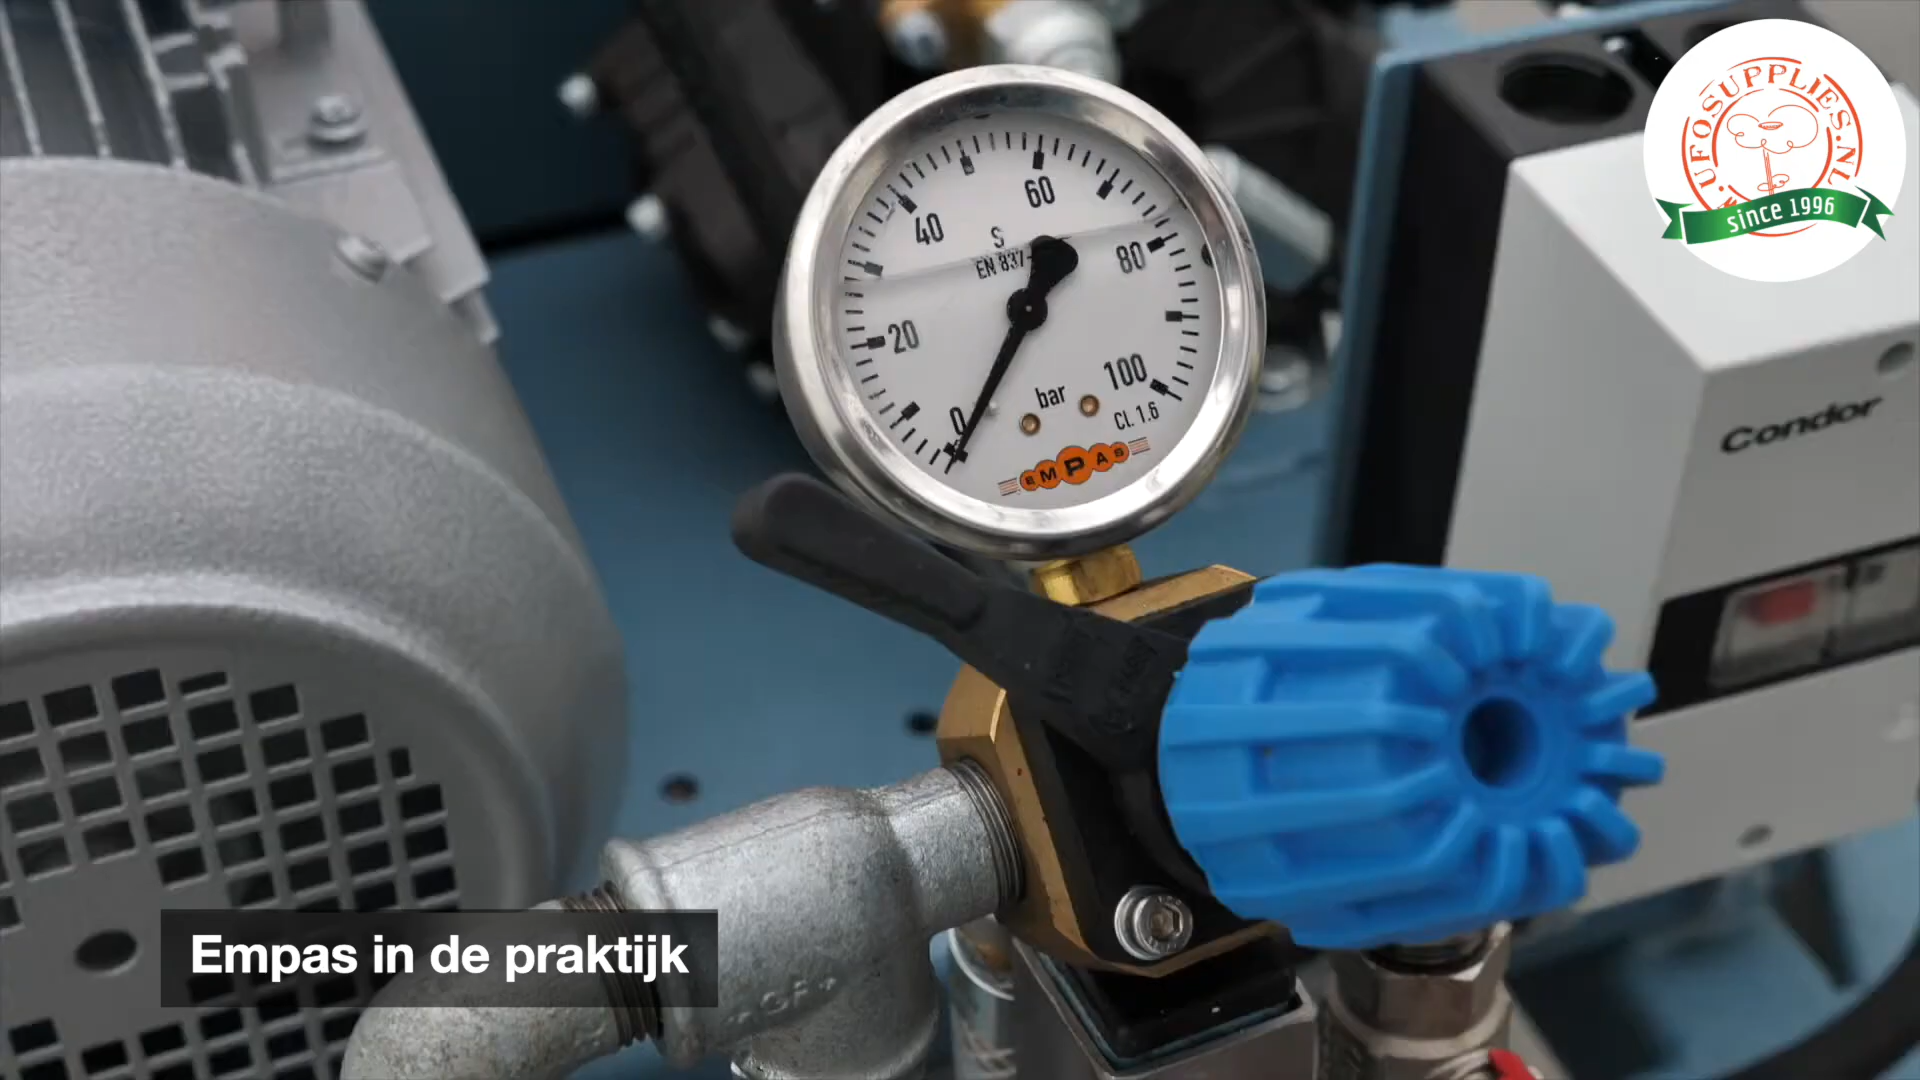 UFOSUPPLIES.NL
since 1996
60
40
S
EN 837-
80
20
100
bar
0
Cl. 1.6
EMPAS
Condor
Empas in de praktijk